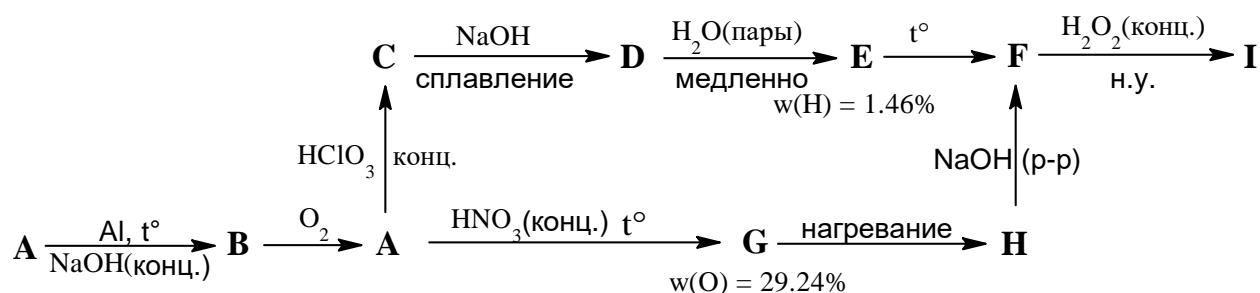 NaOH H₂O(пары) t° H₂O₂(конц.)
C D E F I
сплавление медленно н.у.
w(H) = 1.46%
HClO₃ конц. NaOH (р-р)
Al, t° O₂ HNO₃(конц.) t° нагревание
A B A G H
NaOH(конц.)
w(O) = 29.24%